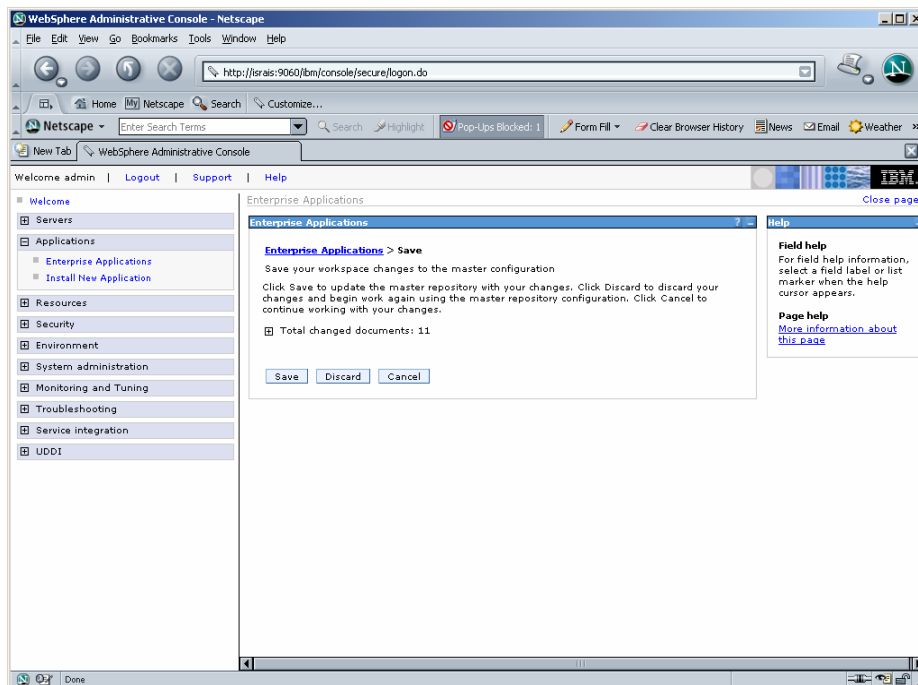 WebSphere Administrative Console - Netscape
File Edit View Go Bookmarks Tools Window Help
http://israis:9060/ibm/console/secure/logon.do
N
Home My Netscape Search Customize...
N Netscape Enter Search Terms Search Highlight Pop-Ups Blocked: 1 Form Fill Clear Browser History News Email Weather »
New Tab WebSphere Administrative Console
Welcome admin | Logout | Support | Help IBM.
Welcome
Servers
Applications
Enterprise Applications
Install New Application
Resources
Security
Environment
System administration
Monitoring and Tuning
Troubleshooting
Service integration
UDDI
Enterprise Applications Close page
Enterprise Applications ? –
Enterprise Applications > Save
Save your workspace changes to the master configuration
Click Save to update the master repository with your changes. Click Discard to discard your
changes and begin work again using the master repository configuration. Click Cancel to
continue working with your changes.
Total changed documents: 11
Save Discard Cancel
Help
Field help
For field help information,
select a field label or list
marker when the help
cursor appears.
Page help
More information about
this page
Done